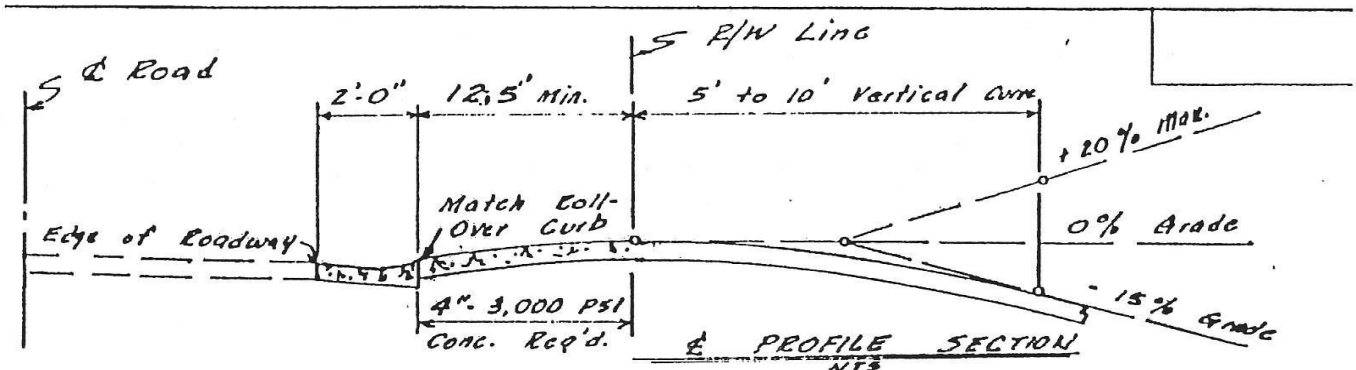 R/W Line
℄ Road
2'-0" 12.5' Min. 5' to 10' Vertical Curve
+20% Max.
Match Roll-
Over Curb
Edge of Roadway
0% Grade
4"- 3,000 PSI
Conc. Req'd.
-15% Grade
℄ PROFILE SECTION
NTS